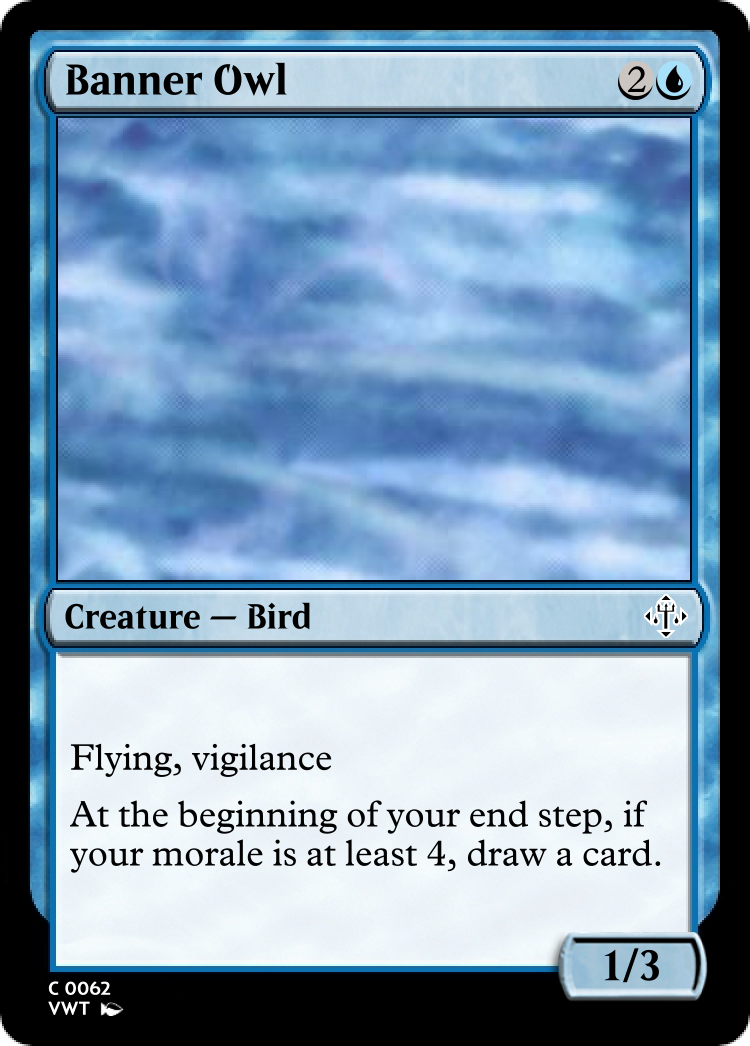 Banner Owl 2
Creature — Bird
Flying, vigilance
At the beginning of your end step, if
your morale is at least 4, draw a card.
1/3
C 0062
VWT